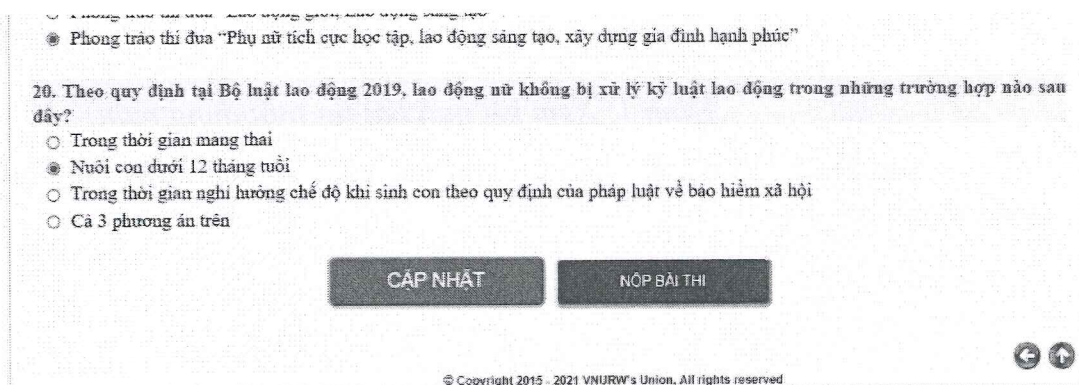 Phong trào thi đua “Phụ nữ tích cực học tập, lao động sáng tạo, xây dựng gia đình hạnh phúc”
20. Theo quy định tại Bộ luật lao động 2019, lao động nữ không bị xử lý kỷ luật lao động trong những trường hợp nào sau
đây?
Trong thời gian mang thai
Nuôi con dưới 12 tháng tuổi
Trong thời gian nghỉ hưởng chế độ khi sinh con theo quy định của pháp luật về bảo hiểm xã hội
Cả 3 phương án trên
CẬP NHẬT
NỘP BÀI THI
© Copyright 2015 - 2021 VNURW's Union, All rights reserved